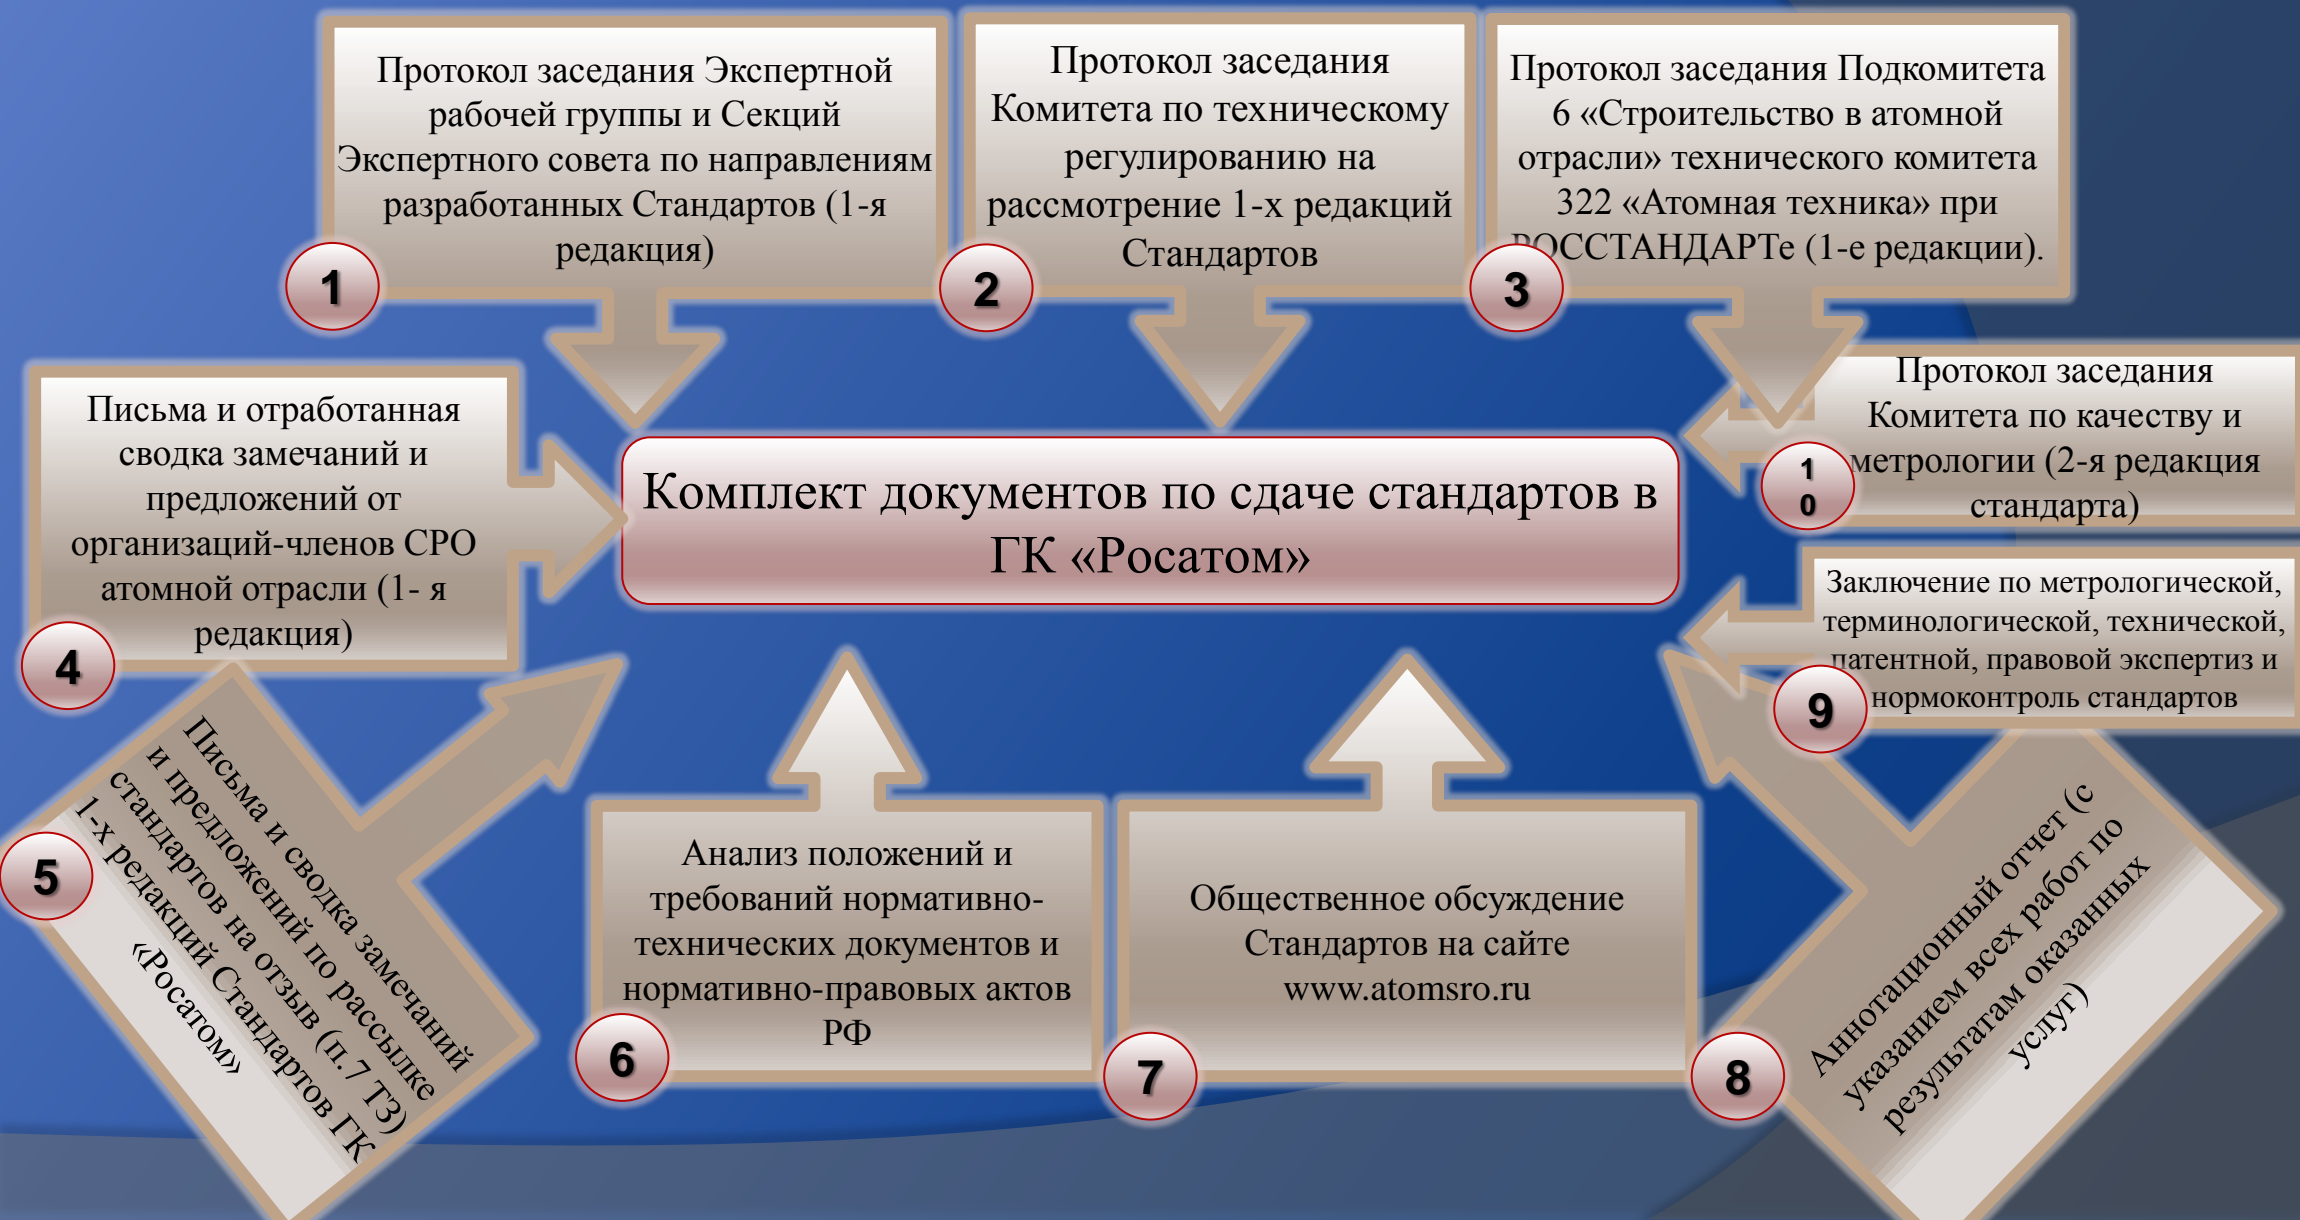 Протокол заседания Экспертной
рабочей группы и Секций
Экспертного совета по направлениям
разработанных Стандартов (1-я
редакция)
1
Протокол заседания
Комитета по техническому
регулированию на
рассмотрение 1-х редакций
Стандартов
2
Протокол заседания Подкомитета
6 «Строительство в атомной
отрасли» технического комитета
322 «Атомная техника» при
РОССТАНДАРТе (1-е редакции).
3
Письма и отработанная
сводка замечаний и
предложений от
организаций-членов СРО
атомной отрасли (1- я
редакция)
4
Комплект документов по сдаче стандартов в
ГК «Росатом»
Протокол заседания
Комитета по качеству и
метрологии (2-я редакция
стандарта)
1
0
Заключение по метрологической,
терминологической, технической,
патентной, правовой экспертиз и
нормоконтроль стандартов
9
Письма и сводка замечаний
и предложений по рассылке
стандартов на отзыв (п.7 ТЗ)
1-х редакций Стандартов ГК
«Росатом»
5
Анализ положений и
требований нормативно-
технических документов и
нормативно-правовых актов
РФ
6
Общественное обсуждение
Стандартов на сайте
www.atomsro.ru
7
Аннотационный отчет (с
указанием всех работ по
результатам оказанных
услуг)
8